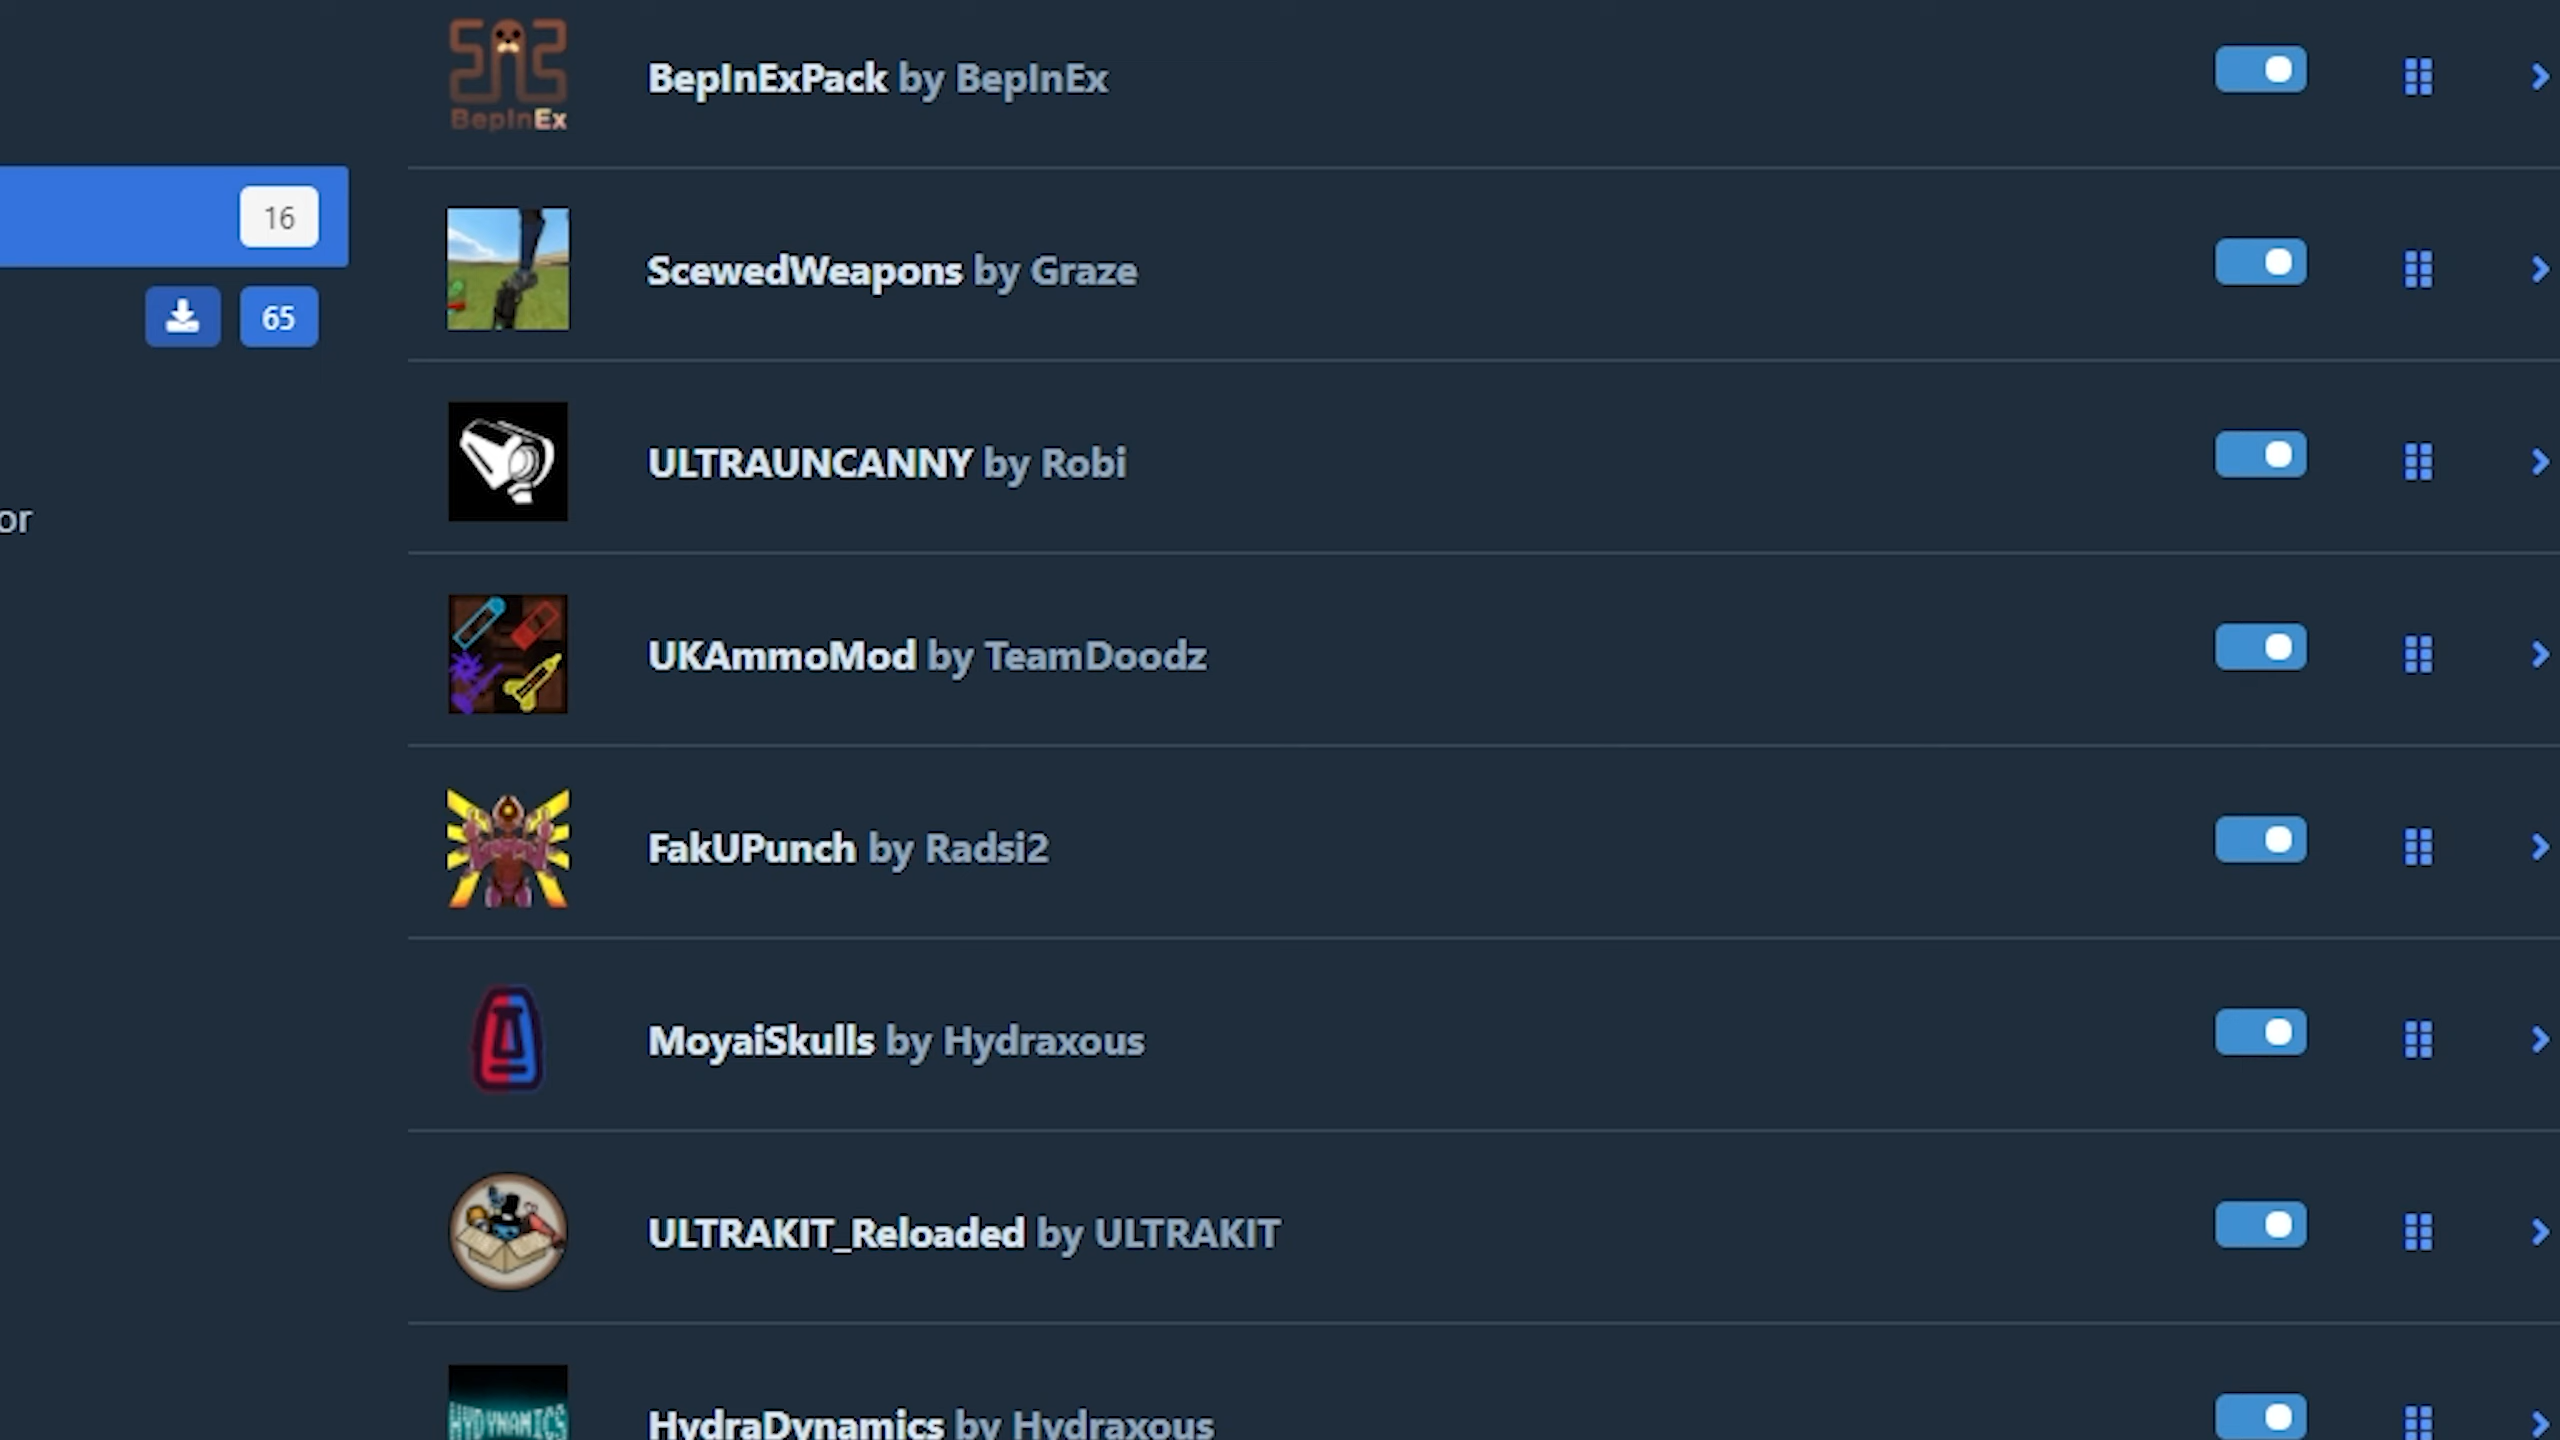 BepInEx
BepInExPack by BepInEx
16
ScewedWeapons by Graze
65
ULTRAUNCANNY by Robi
or
UKAmmoMod by TeamDoodz
FakUPunch by Radsi2
MoyaiSkulls by Hydraxous
ULTRAKIT_Reloaded by ULTRAKIT
HYDYNAMICS
HydraDynamics by Hydraxous